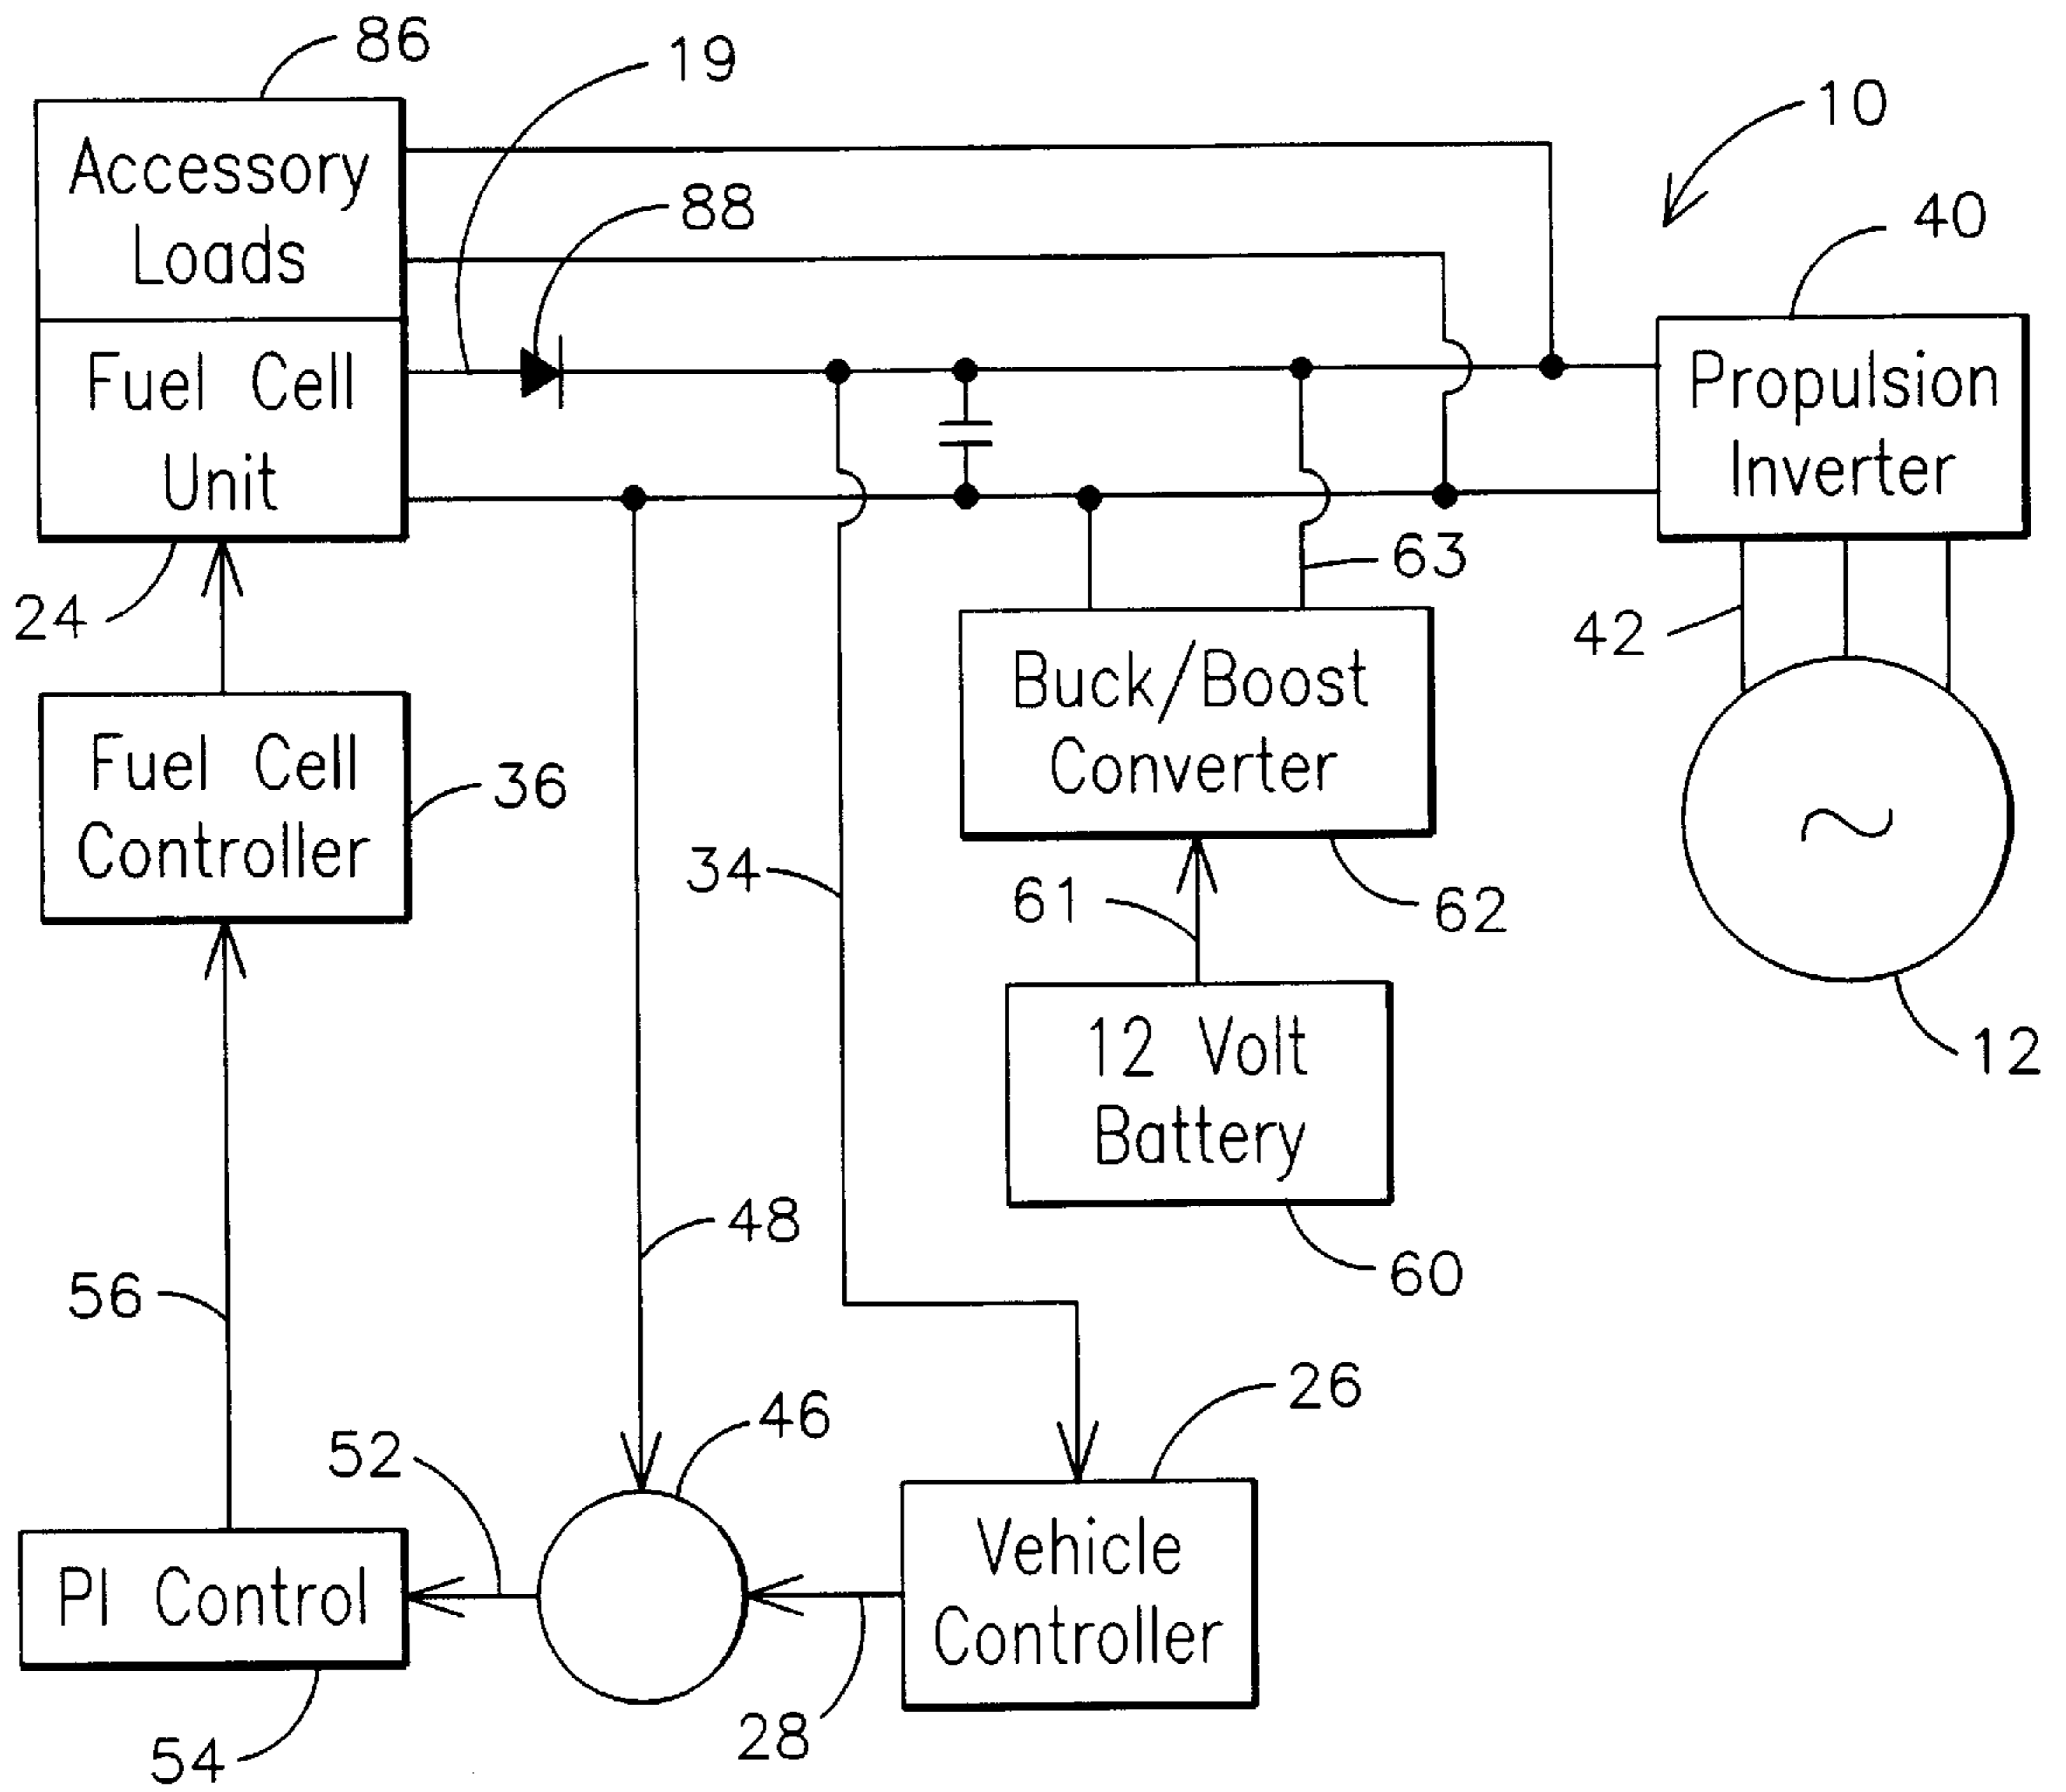 86
19
10
Accessory
Loads
88
40
Fuel Cell
Unit
Propulsion
Inverter
63
24
42
Buck/Boost
Converter
Fuel Cell
Controller
36
34
61
62
12 Volt
Battery
12
48
60
56
26
46
52
Vehicle
Controller
PI Control
28
54